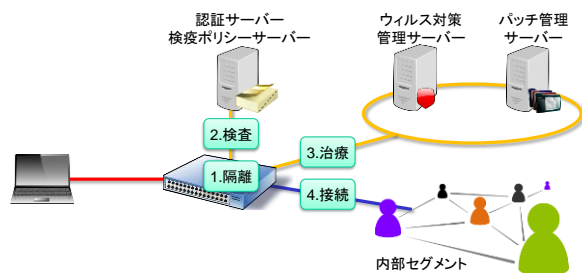 認証サーバー
検疫ポリシーサーバー
ウィルス対策
管理サーバー
パッチ管理
サーバー
2.検査
3.治療
1.隔離
4.接続
内部セグメント